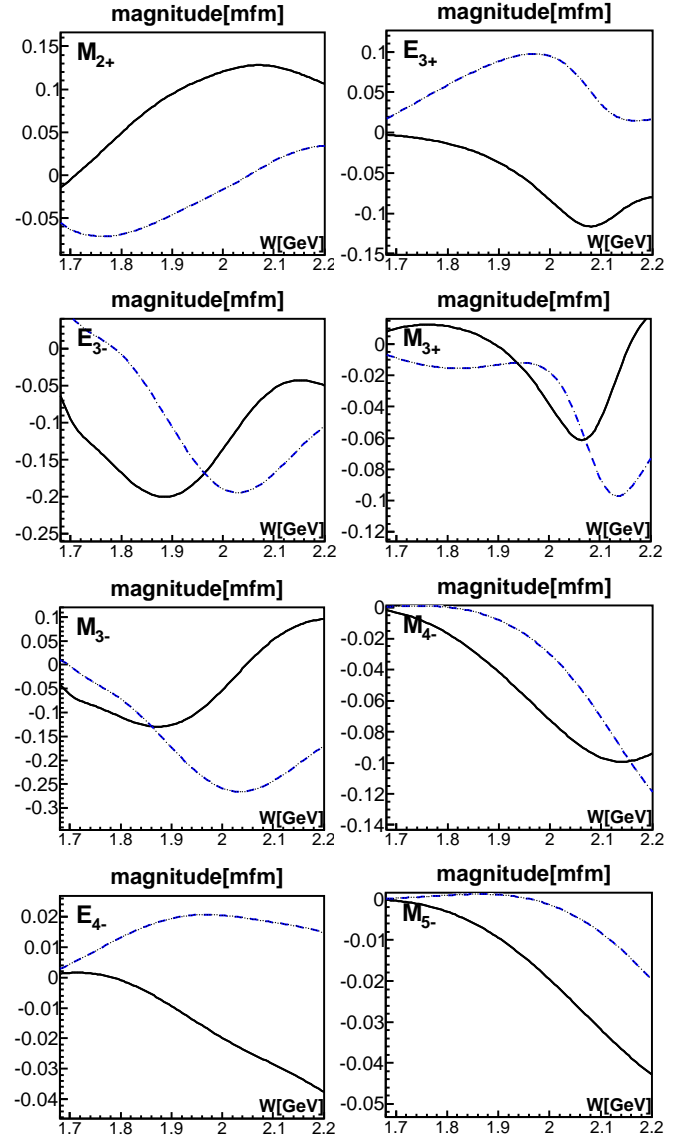 magnitude[mfm]
M2+
0.15
0.1
0.05
0
-0.05
W[GeV]
1.7 1.8 1.9 2 2.1 2.2
magnitude[mfm]
E3+
0.1
0.05
0
-0.05
-0.1
-0.15
W[GeV]
1.7 1.8 1.9 2 2.1 2.2
magnitude[mfm]
E3-
0
-0.05
-0.1
-0.15
-0.2
-0.25
W[GeV]
1.7 1.8 1.9 2 2.1 2.2
magnitude[mfm]
M3+
0
-0.02
-0.04
-0.06
-0.08
-0.1
-0.12
W[GeV]
1.7 1.8 1.9 2 2.1 2.2
magnitude[mfm]
M3-
0.1
0.05
0
-0.05
-0.1
-0.15
-0.2
-0.25
-0.3
W[GeV]
1.7 1.8 1.9 2 2.1 2.2
magnitude[mfm]
M4-
0
-0.02
-0.04
-0.06
-0.08
-0.1
-0.12
-0.14
W[GeV]
1.7 1.8 1.9 2 2.1 2.2
magnitude[mfm]
E4-
0.02
0.01
0
-0.01
-0.02
-0.03
-0.04
W[GeV]
1.7 1.8 1.9 2 2.1 2.2
magnitude[mfm]
M5-
0
-0.01
-0.02
-0.03
-0.04
-0.05
W[GeV]
1.7 1.8 1.9 2 2.1 2.2